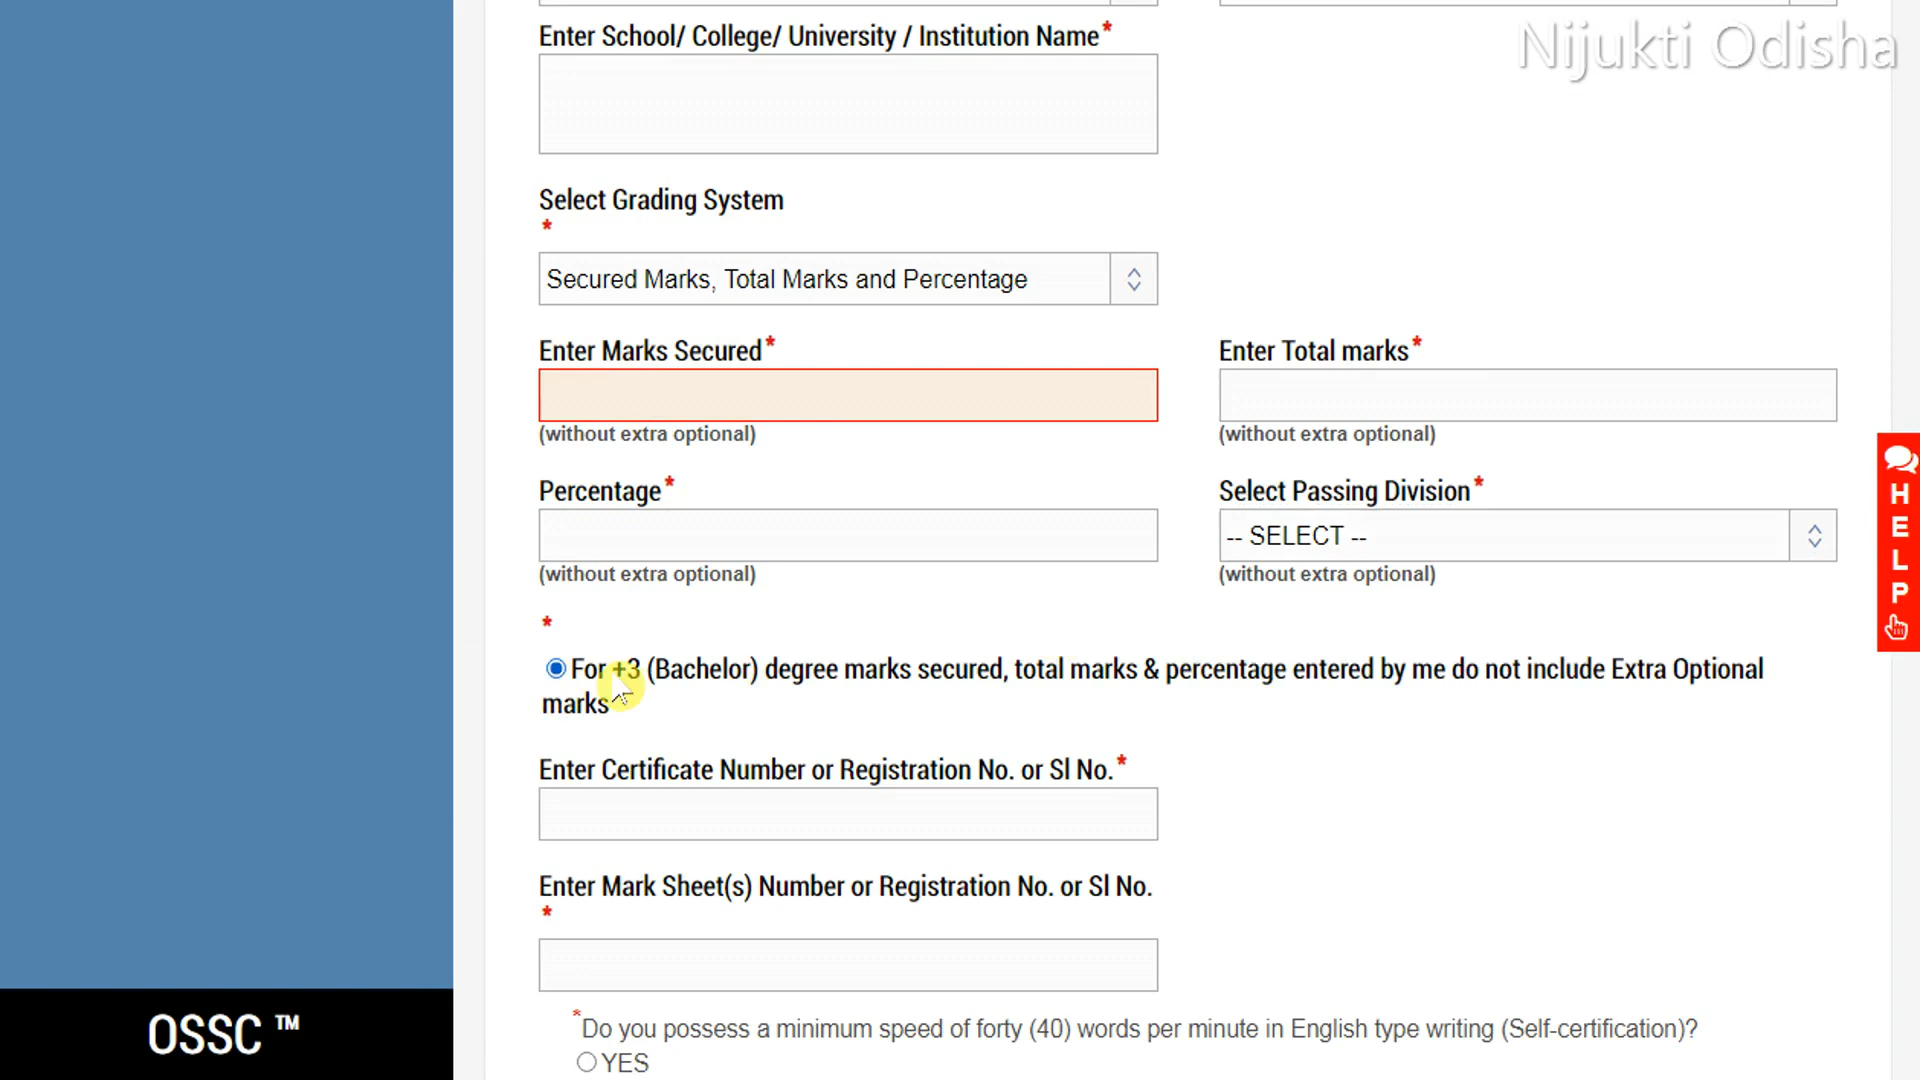 Nijukti Odisha
Enter School/ College/ University / Institution Name*
Select Grading System
*
Secured Marks, Total Marks and Percentage
Enter Marks Secured*
Enter Total marks*
(without extra optional)
(without extra optional)
Percentage*
Select Passing Division*
-- SELECT --
(without extra optional)
(without extra optional)
*
For +3 (Bachelor) degree marks secured, total marks & percentage entered by me do not include Extra Optional
marks
Enter Certificate Number or Registration No. or Sl No.*
Enter Mark Sheet(s) Number or Registration No. or Sl No.
*
*Do you possess a minimum speed of forty (40) words per minute in English type writing (Self-certification)?
YES
HELP
OSSC ™